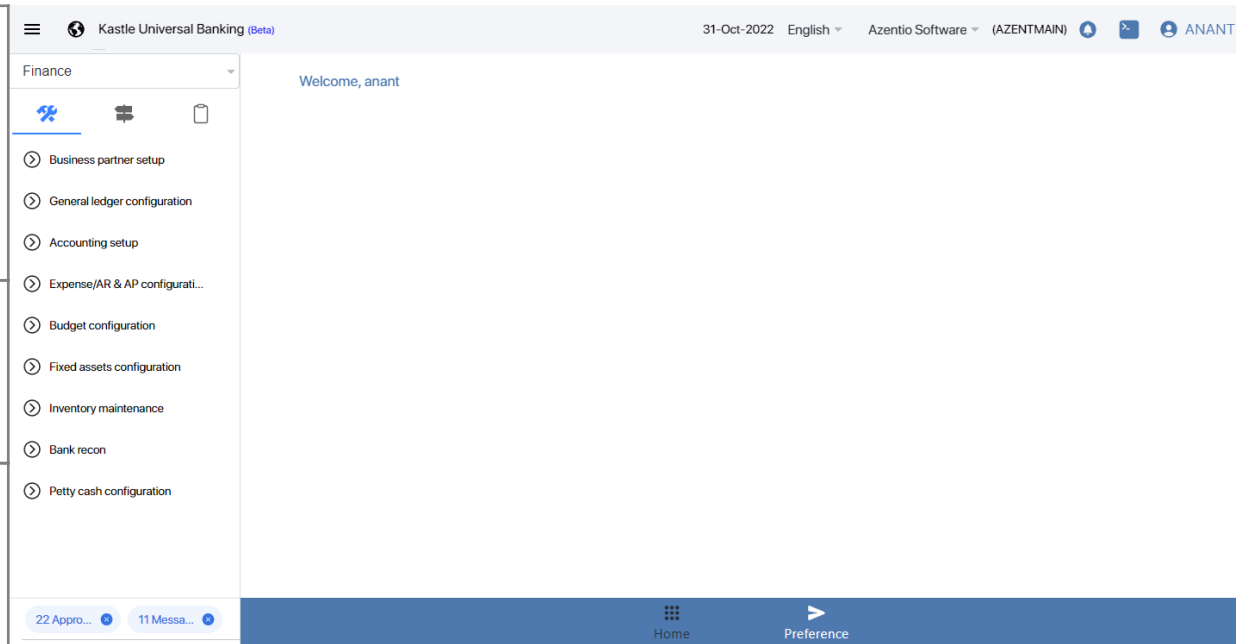 Kastle Universal Banking (Beta)
31-Oct-2022 English Azentio Software (AZENTMAIN) ANANT
Finance
Welcome, anant
Business partner setup
General ledger configuration
Accounting setup
Expense/AR & AP configurati...
Budget configuration
Fixed assets configuration
Inventory maintenance
Bank recon
Petty cash configuration
22 Appro... 11 Messa...
Home Preference